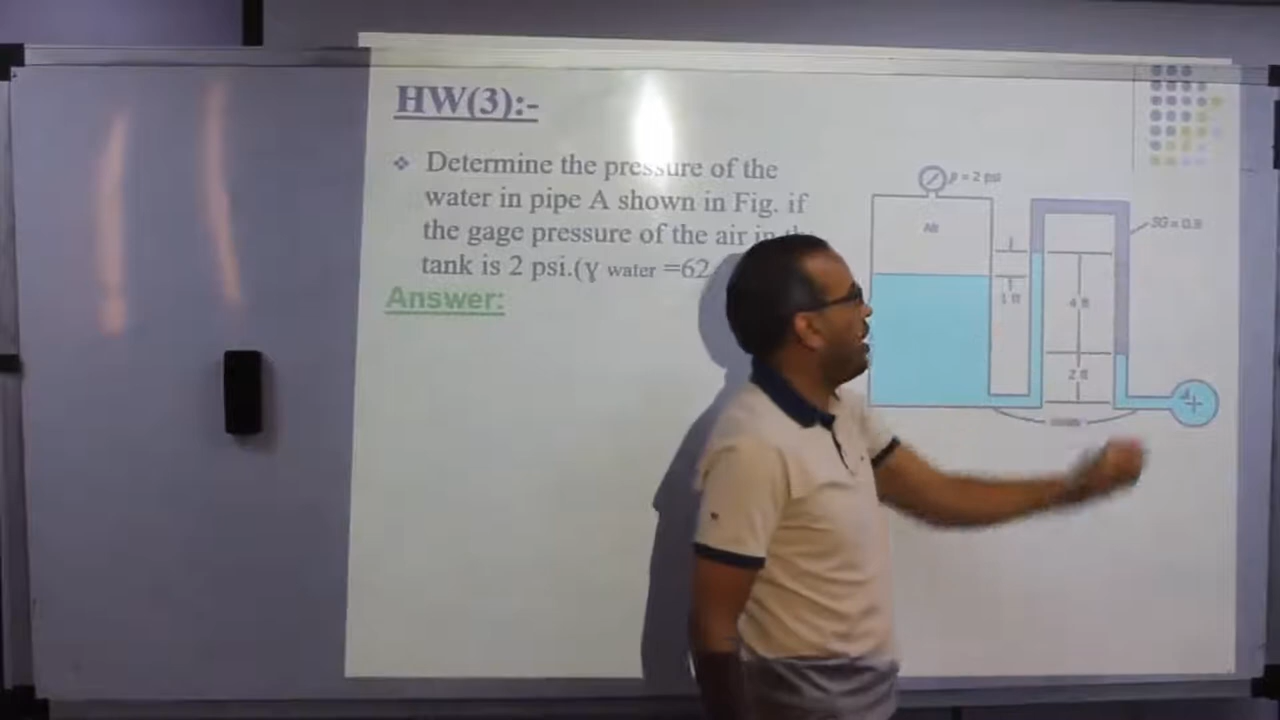 HW(3):-
❖ Determine the pressure of the
water in pipe A shown in Fig. if
the gage pressure of the air in
tank is 2 psi.(γ water =62
Answer:
p = 2 psi
Air
SG = 0.9
1 ft
4 ft
2 ft
A